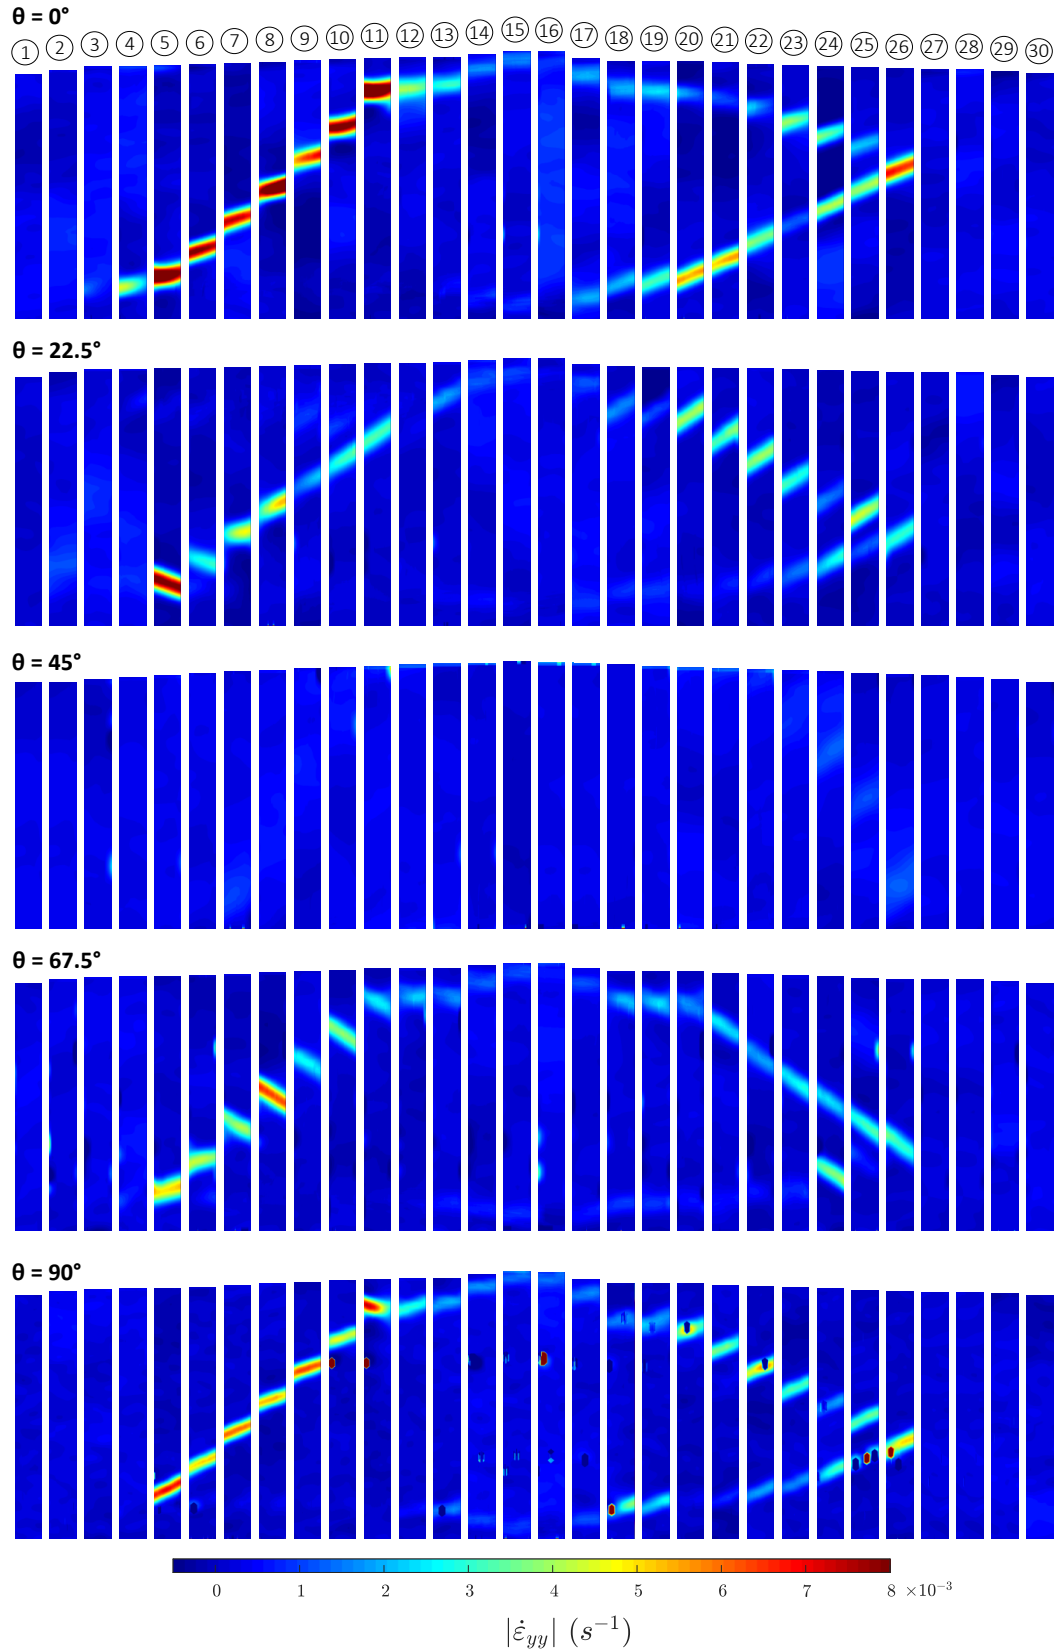 θ = 0°
① ② ③ ④ ⑤ ⑥ ⑦ ⑧ ⑨ ⑩ ⑪ ⑫ ⑬ ⑭ ⑮ ⑯ ⑰ ⑱ ⑲ ⑳ ㉑ ㉒ ㉓ ㉔ ㉕ ㉖ ㉗ ㉘ ㉙ ㉚
θ = 22.5°
θ = 45°
θ = 67.5°
θ = 90°
0 1 2 3 4 5 6 7 8 ×10⁻³
|ε̇yy| (s⁻¹)